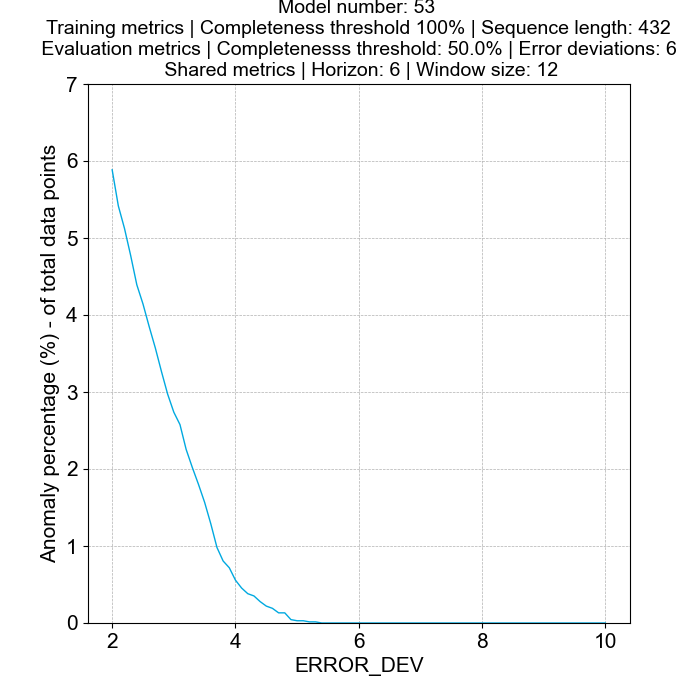 Model number: 53
Training metrics | Completeness threshold 100% | Sequence length: 432
Evaluation metrics | Completenesss threshold: 50.0% | Error deviations: 6
Shared metrics | Horizon: 6 | Window size: 12
7
6
5
4
3
2
1
0
Anomaly percentage (%) - of total data points
2 4 6 8 10
ERROR_DEV